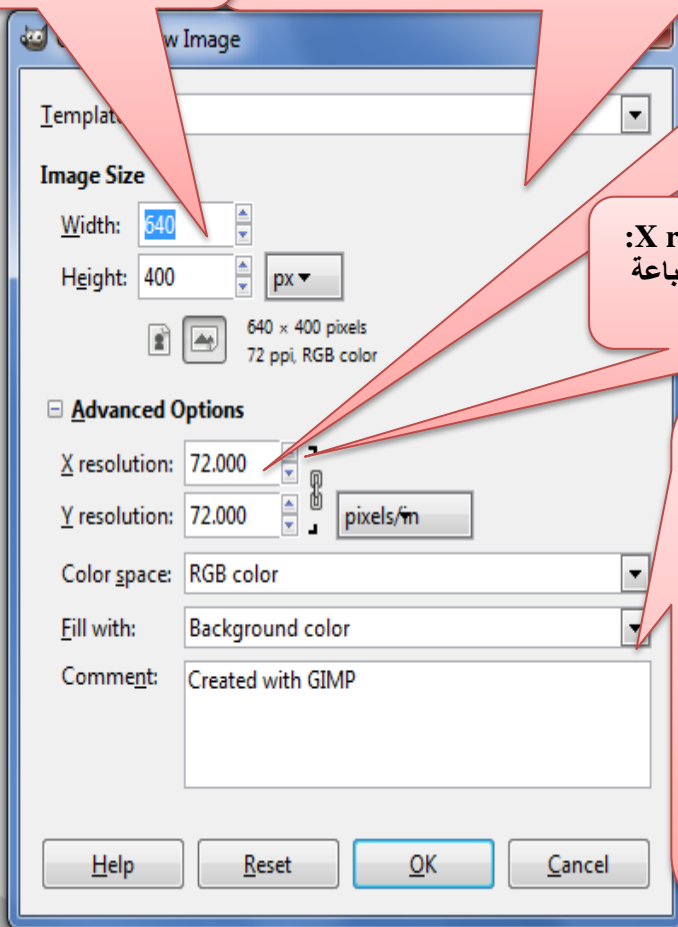 Image
Template
Image Size
Width: 640
Height: 400 px
640 × 400 pixels
72 ppi, RGB color
Advanced Options
X resolution: 72.000
Y resolution: 72.000 pixels/in
Color space: RGB color
Fill with: Background color
Comment: Created with GIMP
Help Reset OK Cancel
X